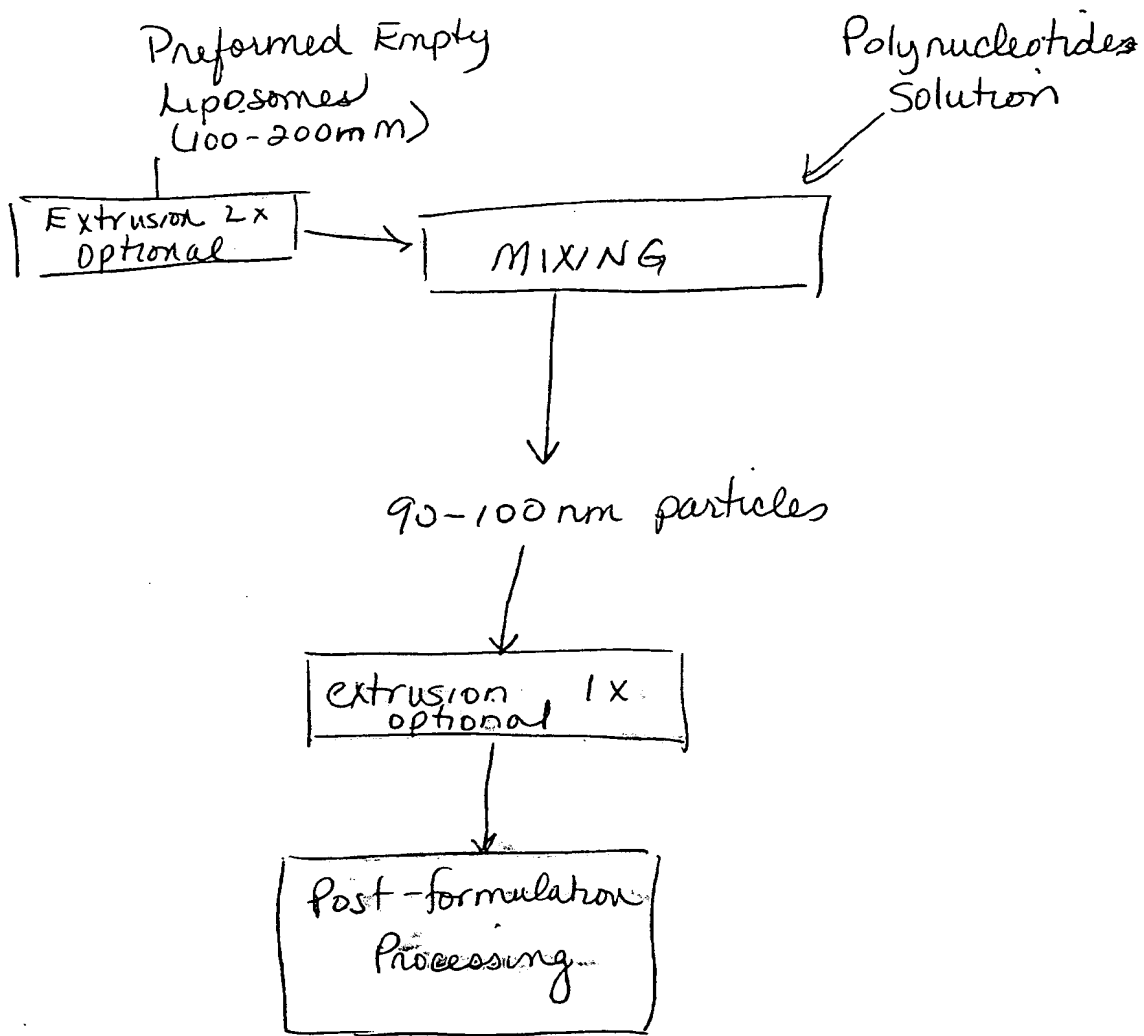 Preformed Empty
Liposomes
(100-200mm)
Polynucleotides
Solution
Extrusion 2x
optional
MIXING
90-100nm particles
extrusion 1x
optional
Post-formulation
Processing